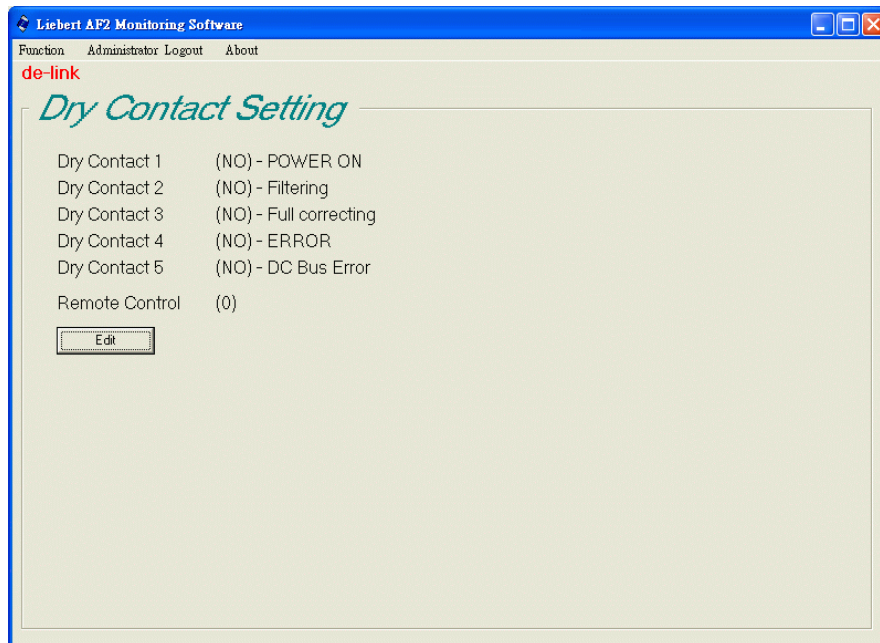 Liebert AF2 Monitoring Software
Function Administrator Logout About
de-link
Dry Contact Setting
Dry Contact 1 (NO) - POWER ON
Dry Contact 2 (NO) - Filtering
Dry Contact 3 (NO) - Full correcting
Dry Contact 4 (NO) - ERROR
Dry Contact 5 (NO) - DC Bus Error
Remote Control (0)
Edit